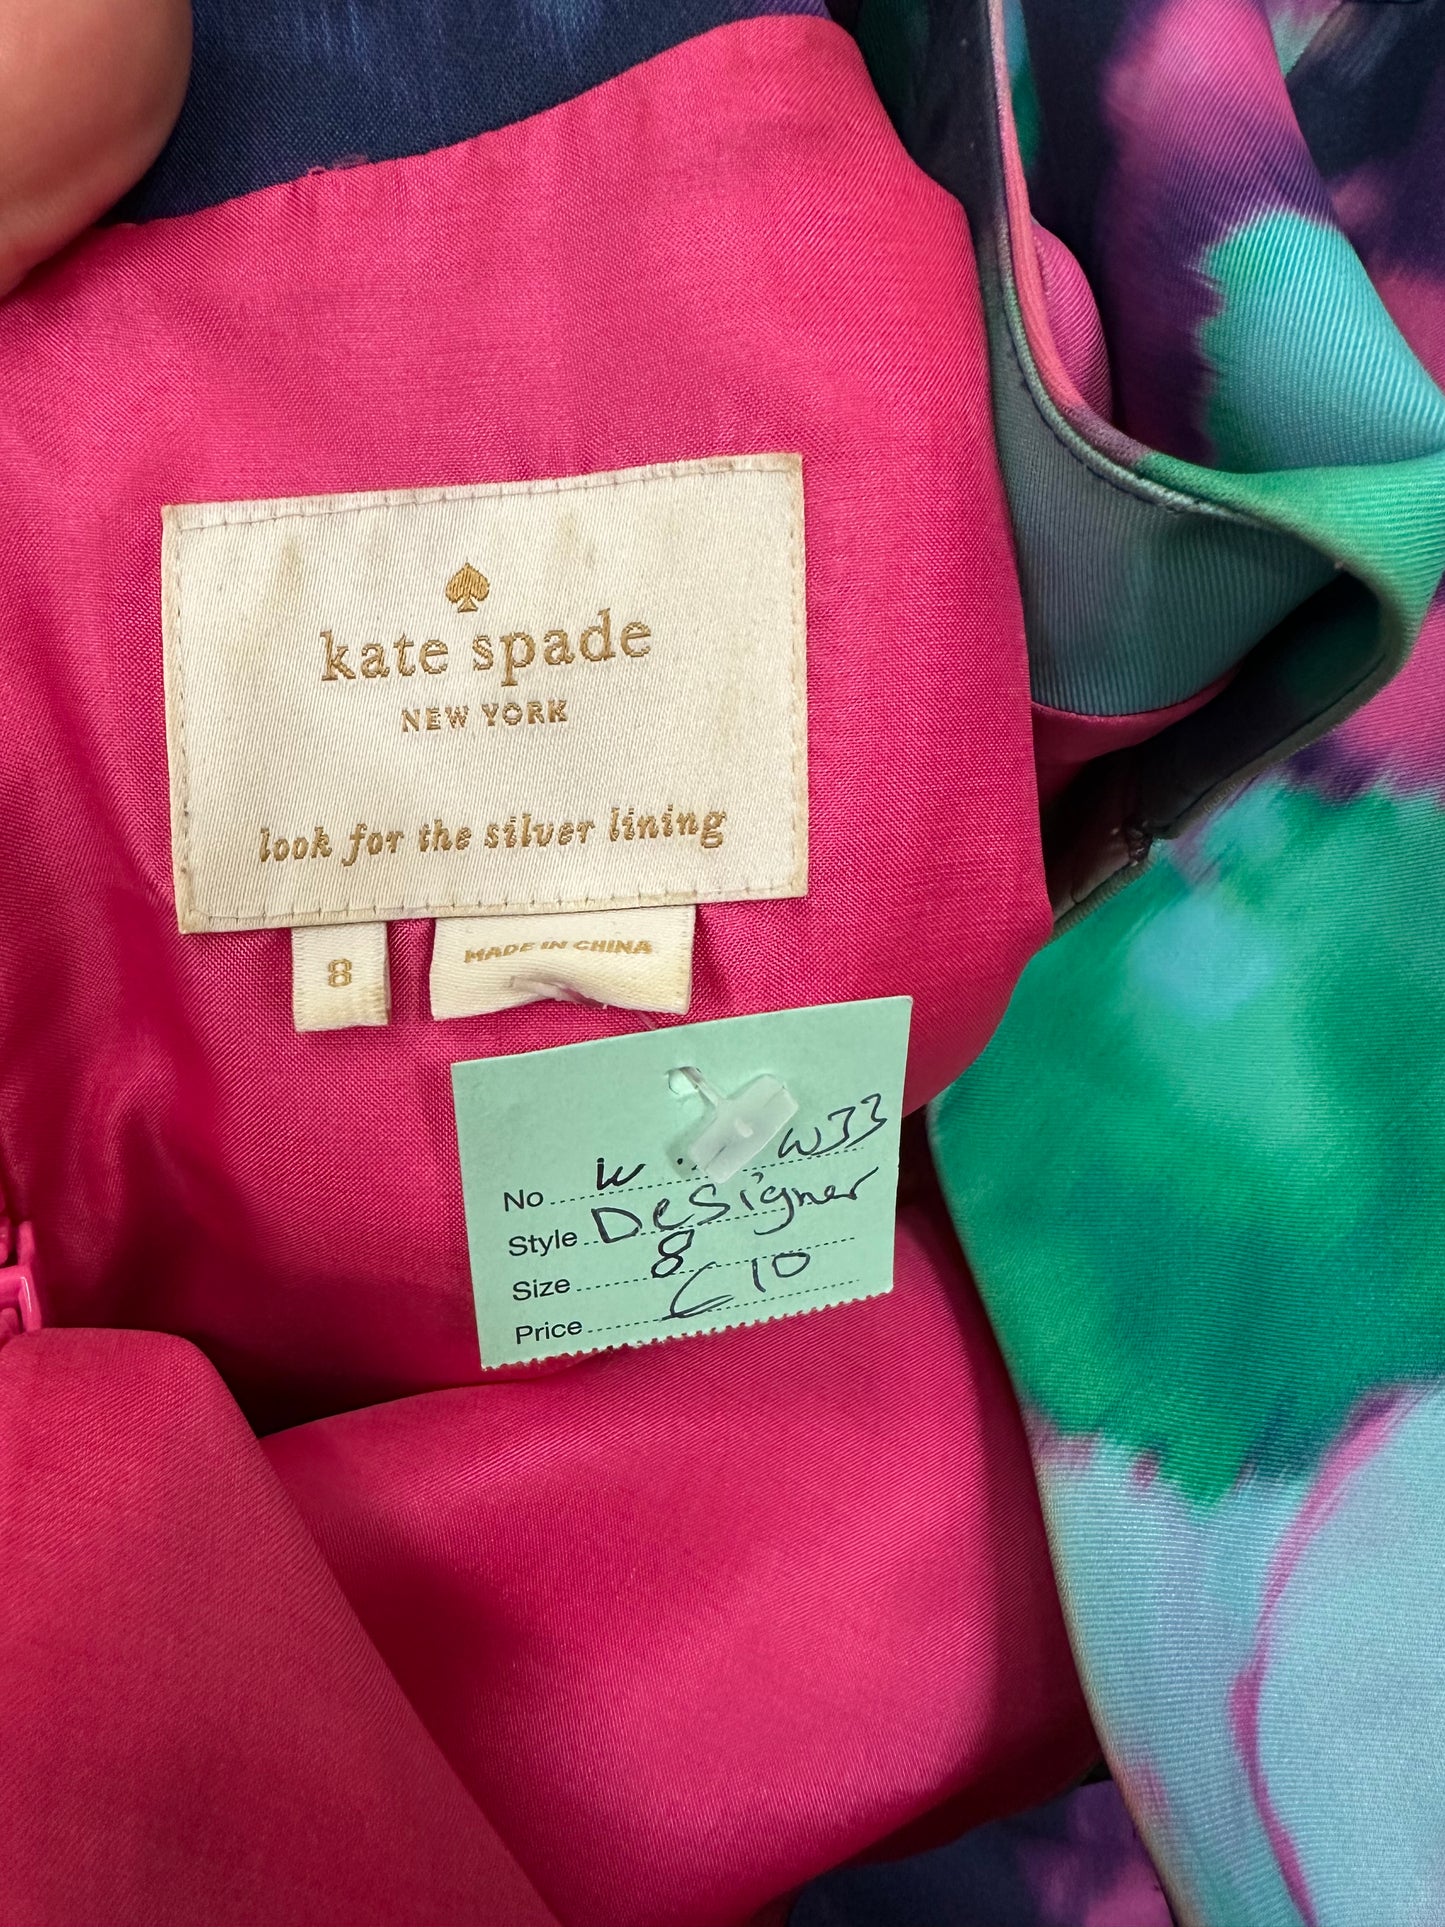 kate spade
NEW YORK
look for the silver lining
8
MADE IN CHINA
No W33
Style Designer
Size 8
Price £10